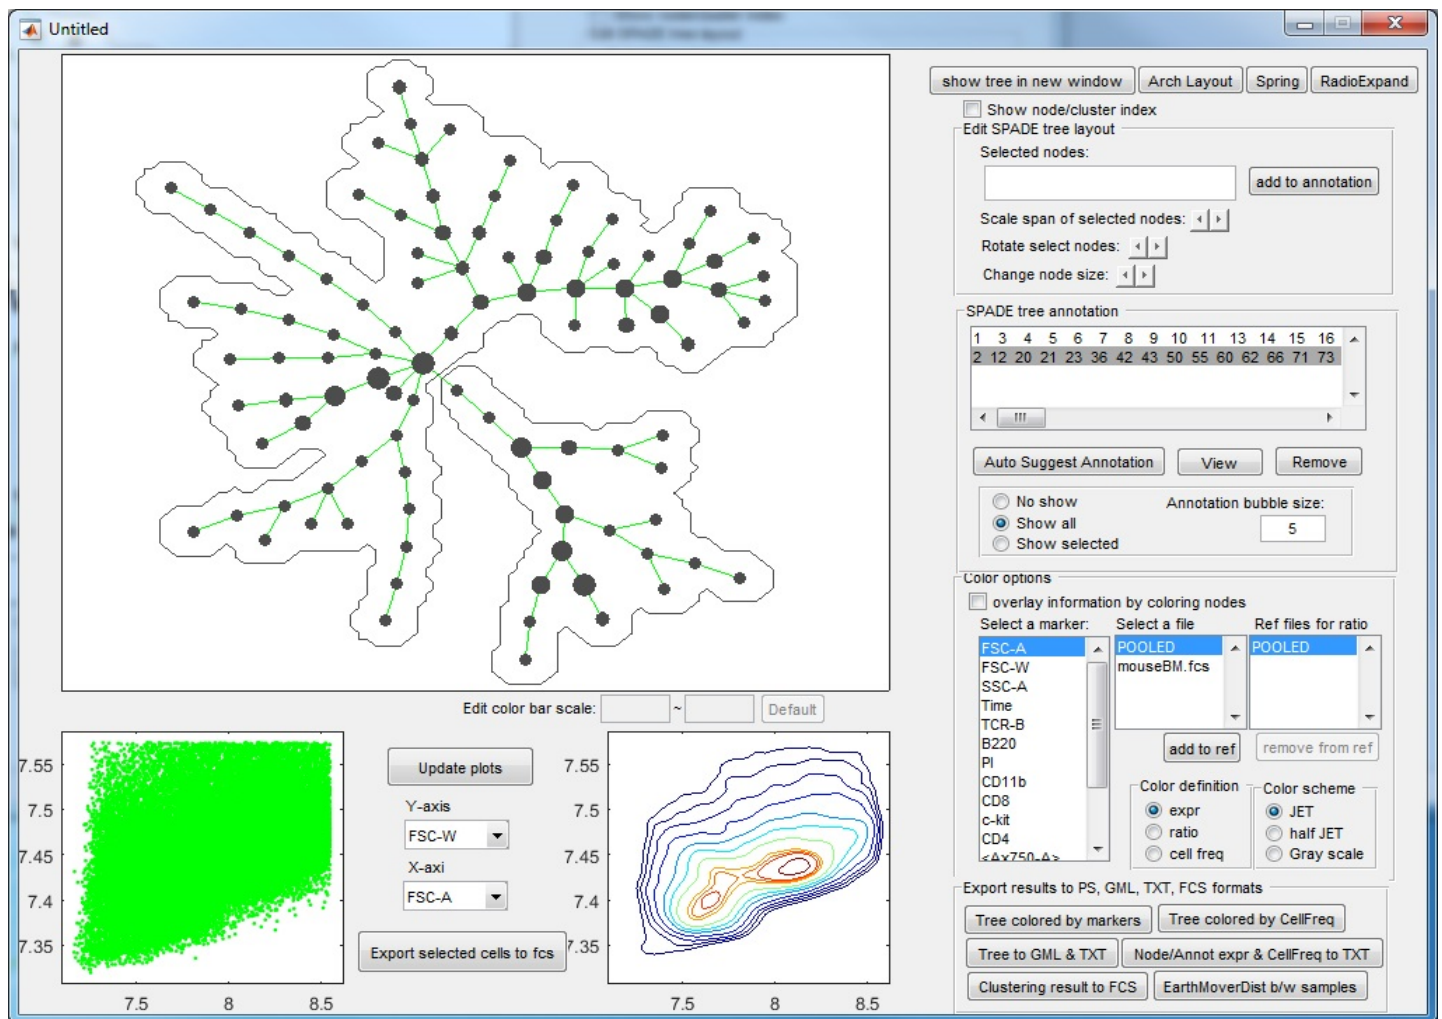 Untitled
show tree in new window
Arch Layout
Spring
RadioExpand
Show node/cluster index
Edit SPADE tree layout
Selected nodes:
add to annotation
Scale span of selected nodes:
Rotate select nodes:
Change node size:
SPADE tree annotation
1 3 4 5 6 7 8 9 10 11 13 14 15 16
2 12 20 21 23 36 42 43 50 55 60 62 66 71 73
Auto Suggest Annotation
View
Remove
No show
Show all
Show selected
Annotation bubble size:
5
Color options
overlay information by coloring nodes
Select a marker:
FSC-A
FSC-W
SSC-A
Time
TCR-B
B220
PI
CD11b
CD8
c-kit
CD4
<Ax750-A>
Select a file
POOLED
mouseBM.fcs
Ref files for ratio
POOLED
add to ref
remove from ref
Color definition
expr
ratio
cell freq
Color scheme
JET
half JET
Gray scale
Export results to PS, GML, TXT, FCS formats
Tree colored by markers
Tree colored by CellFreq
Tree to GML & TXT
Node/Annot expr & CellFreq to TXT
Clustering result to FCS
EarthMoverDist b/w samples
Edit color bar scale:
~
Default
7.55
7.5
7.45
7.4
7.35
7.5 8 8.5
Update plots
Y-axis
FSC-W
X-axi
FSC-A
Export selected cells to fcs
7.55
7.5
7.45
7.4
7.35
7.5 8 8.5